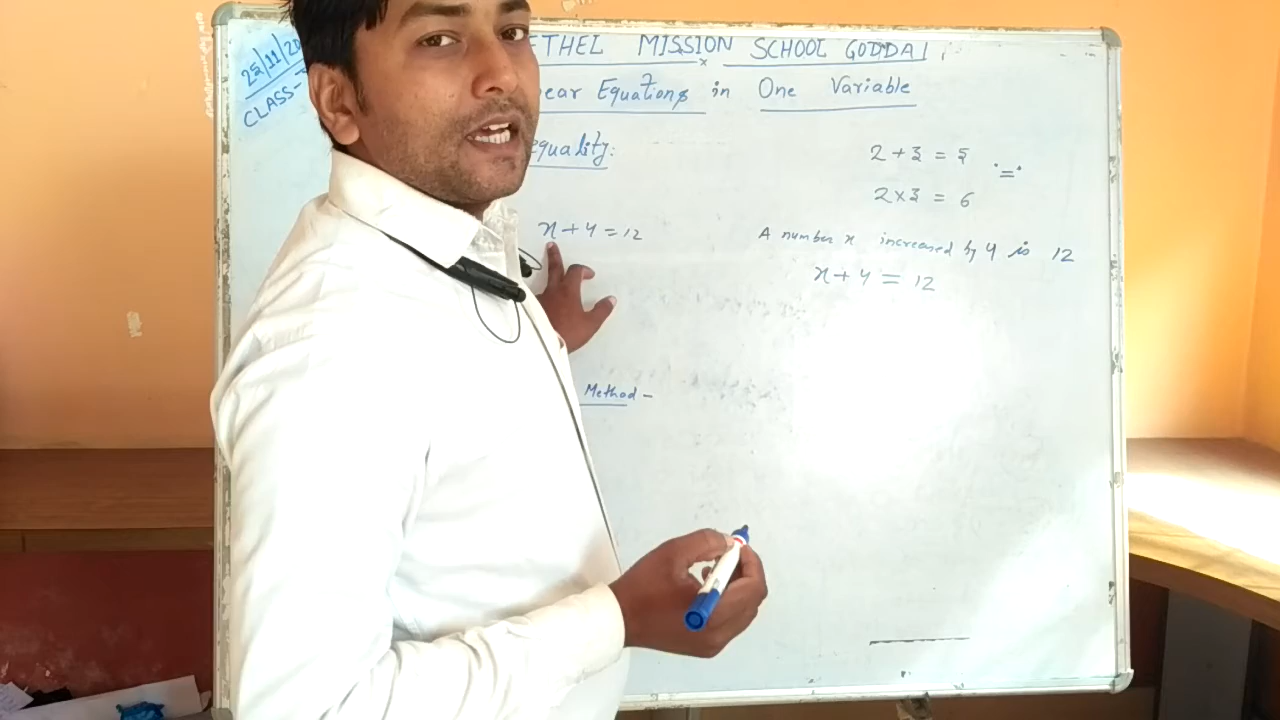 25/11/20
CLASS-
ETHEL MISSION SCHOOL GODDA
ear Equations in One Variable
equality:
2 + 3 = 5
"="
2 x 3 = 6
x + 4 = 12
A number x increased by 4 is 12
x + 4 = 12
Method -